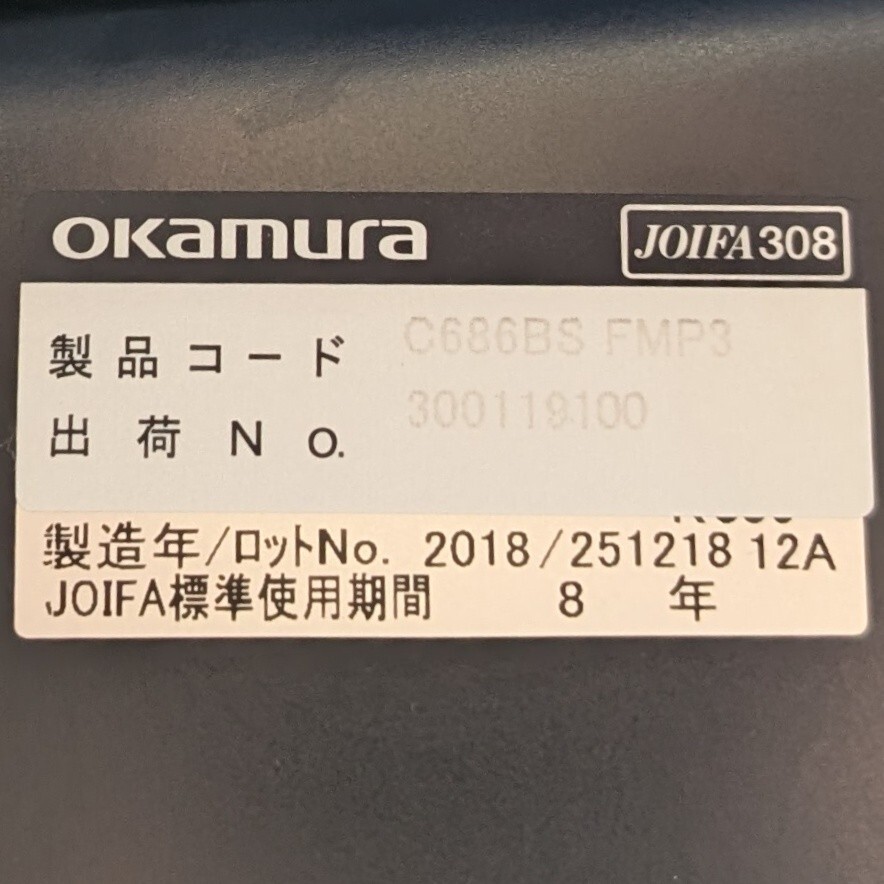 okamura
JOIFA308
製品コード C686BS FMP3
出荷No. 300119100
製造年/ロットNo. 2018/251218 12A
JOIFA標準使用期間 8 年